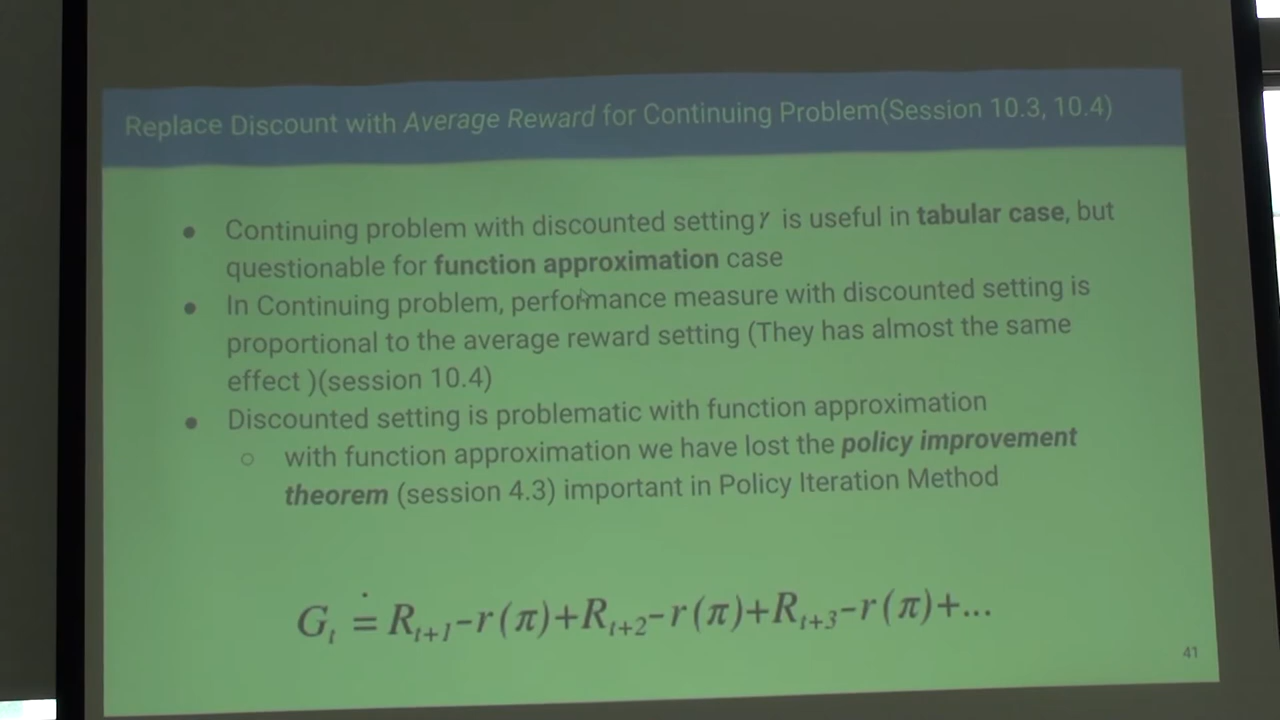 Replace Discount with Average Reward for Continuing Problem(Session 10.3, 10.4)
● Continuing problem with discounted setting γ is useful in tabular case, but
questionable for function approximation case
● In Continuing problem, performance measure with discounted setting is
proportional to the average reward setting (They has almost the same
effect )(session 10.4)
● Discounted setting is problematic with function approximation
○ with function approximation we have lost the policy improvement
theorem (session 4.3) important in Policy Iteration Method
G_t ≐ R_{t+1}-r(π)+R_{t+2}-r(π)+R_{t+3}-r(π)+...
41